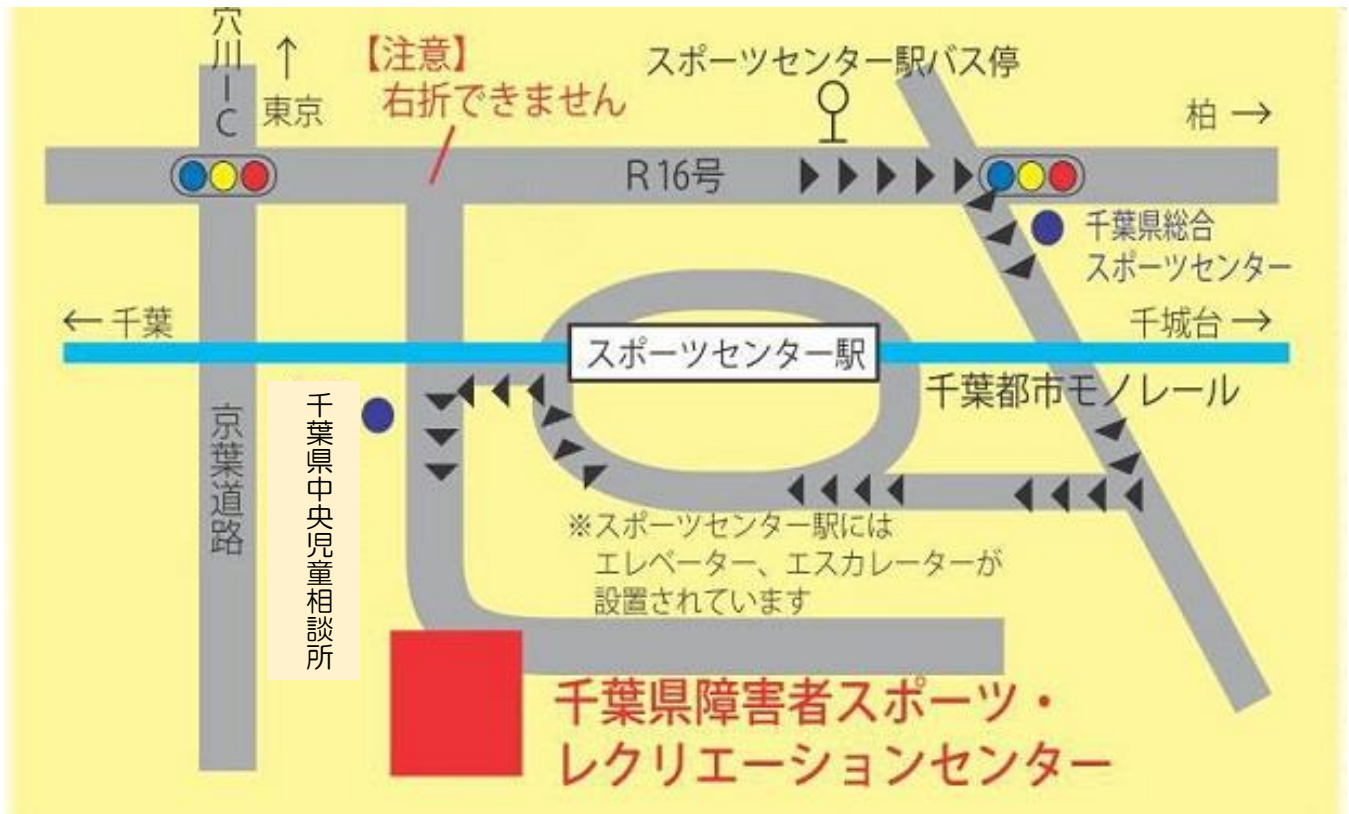 穴川IC
↑
東京
【注意】
右折できません
スポーツセンター駅バス停
柏→
R16号
千葉県総合
スポーツセンター
←千葉
千城台→
スポーツセンター駅
千葉都市モノレール
京葉道路
千葉県中央児童相談所
※スポーツセンター駅には
エレベーター、エスカレーターが
設置されています
千葉県障害者スポーツ・
レクリエーションセンター